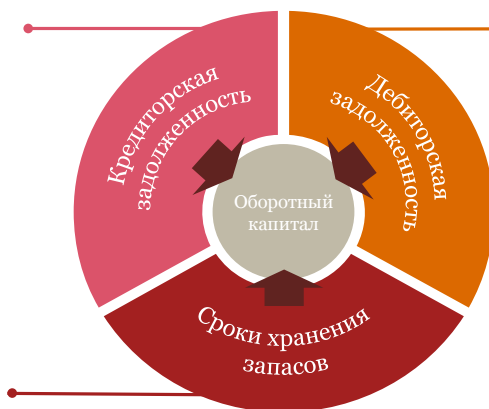 Кредиторская
задолженность
Дебиторская
задолженность
Оборотный
капитал
Сроки хранения
запасов